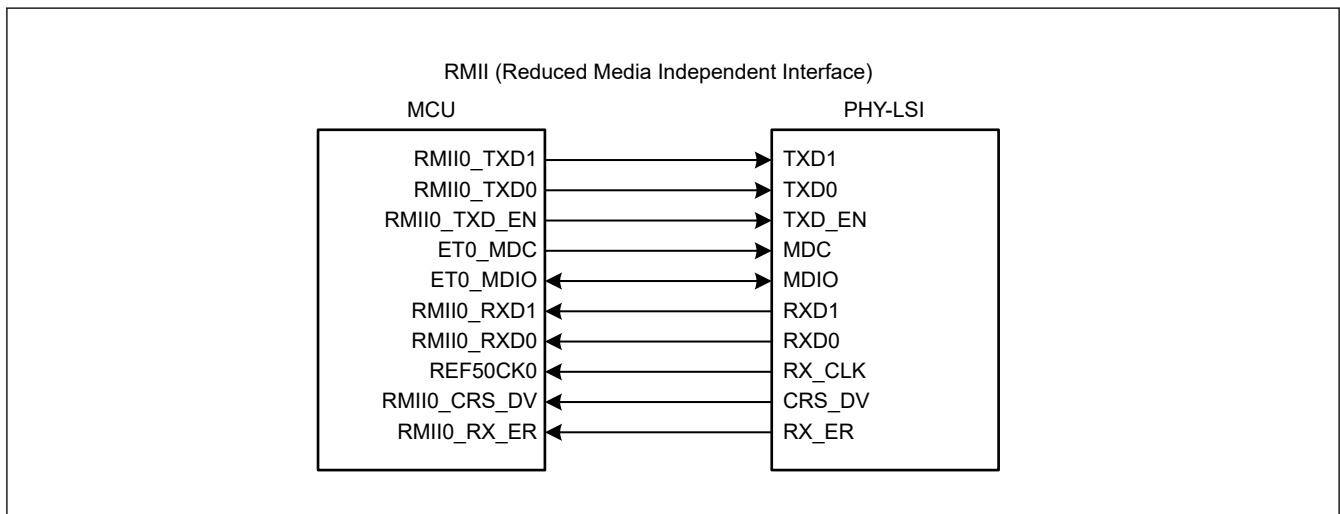 RMII (Reduced Media Independent Interface)
MCU PHY-LSI
RMII0_TXD1 TXD1
RMII0_TXD0 TXD0
RMII0_TXD_EN TXD_EN
ET0_MDC MDC
ET0_MDIO MDIO
RMII0_RXD1 RXD1
RMII0_RXD0 RXD0
REF50CK0 RX_CLK
RMII0_CRS_DV CRS_DV
RMII0_RX_ER RX_ER